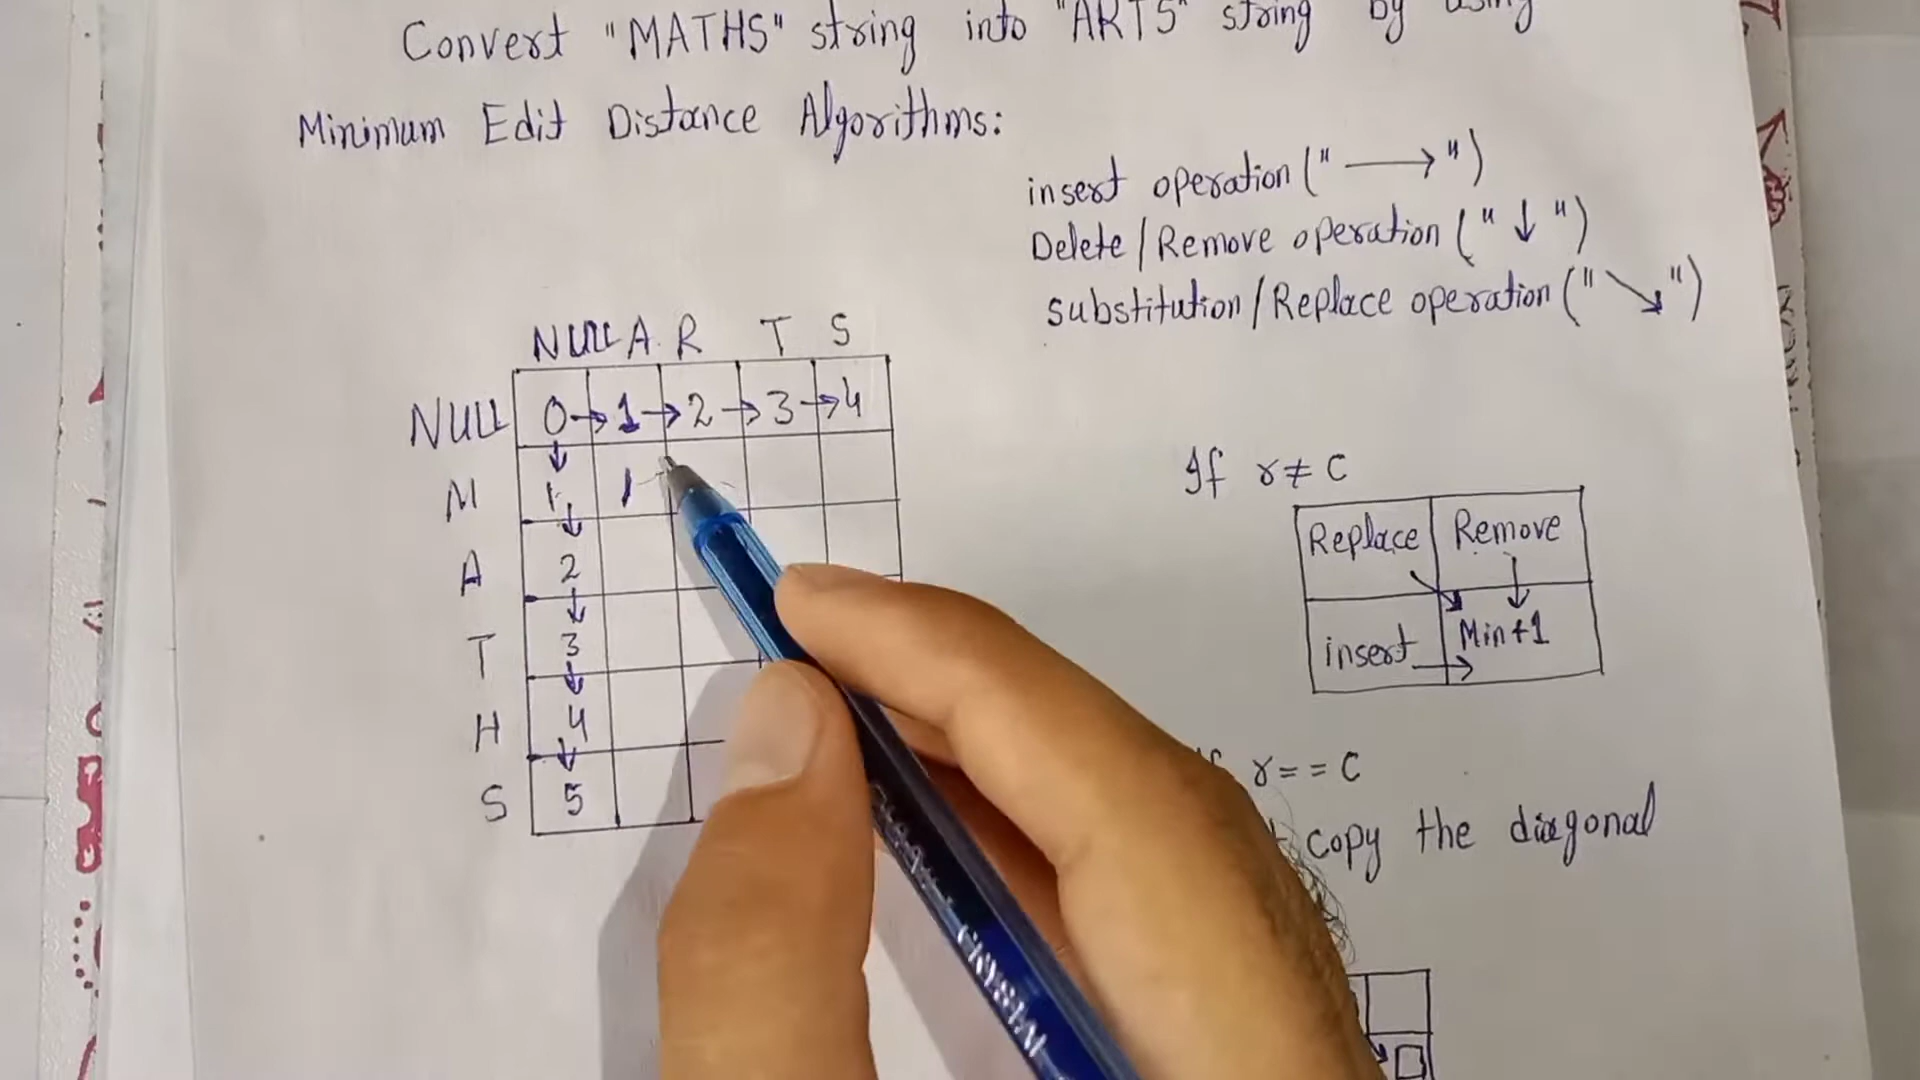 Convert "MATHS" string into "ARTS" string by using
Minimum Edit Distance Algorithms:
insert operation ("→")
Delete/Remove operation ("↓")
substitution/Replace operation ("↘")
NULL A R T S
NULL 0→1→2→3→4
M 1 1
A 2
T 3
H 4
S 5
If r≠c
Replace Remove
insert → Min+1
r==c
copy the diagonal